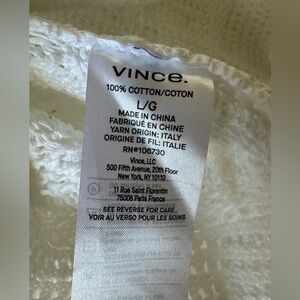 VINCE.
100% COTTON/COTON
L/G
MADE IN CHINA
FABRIQUÉ EN CHINE
YARN ORIGIN: ITALY
ORIGINE DE FIL: ITALIE
RN#106730
Vince, LLC
500 Fifth Avenue, 20th Floor
New York, NY 10110
11 Rue Saint Florentin
75008 Paris France
SEE REVERSE FOR CARE
VOIR AU VERSO POUR LES SOINS